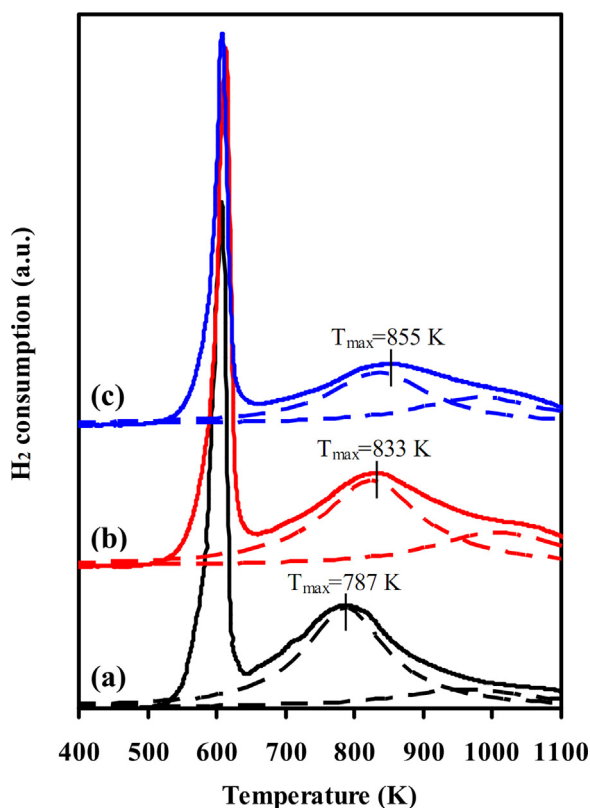 H₂ consumption (a.u.)
Tmax=855 K
(c)
Tmax=833 K
(b)
Tmax=787 K
(a)
400 500 600 700 800 900 1000 1100
Temperature (K)